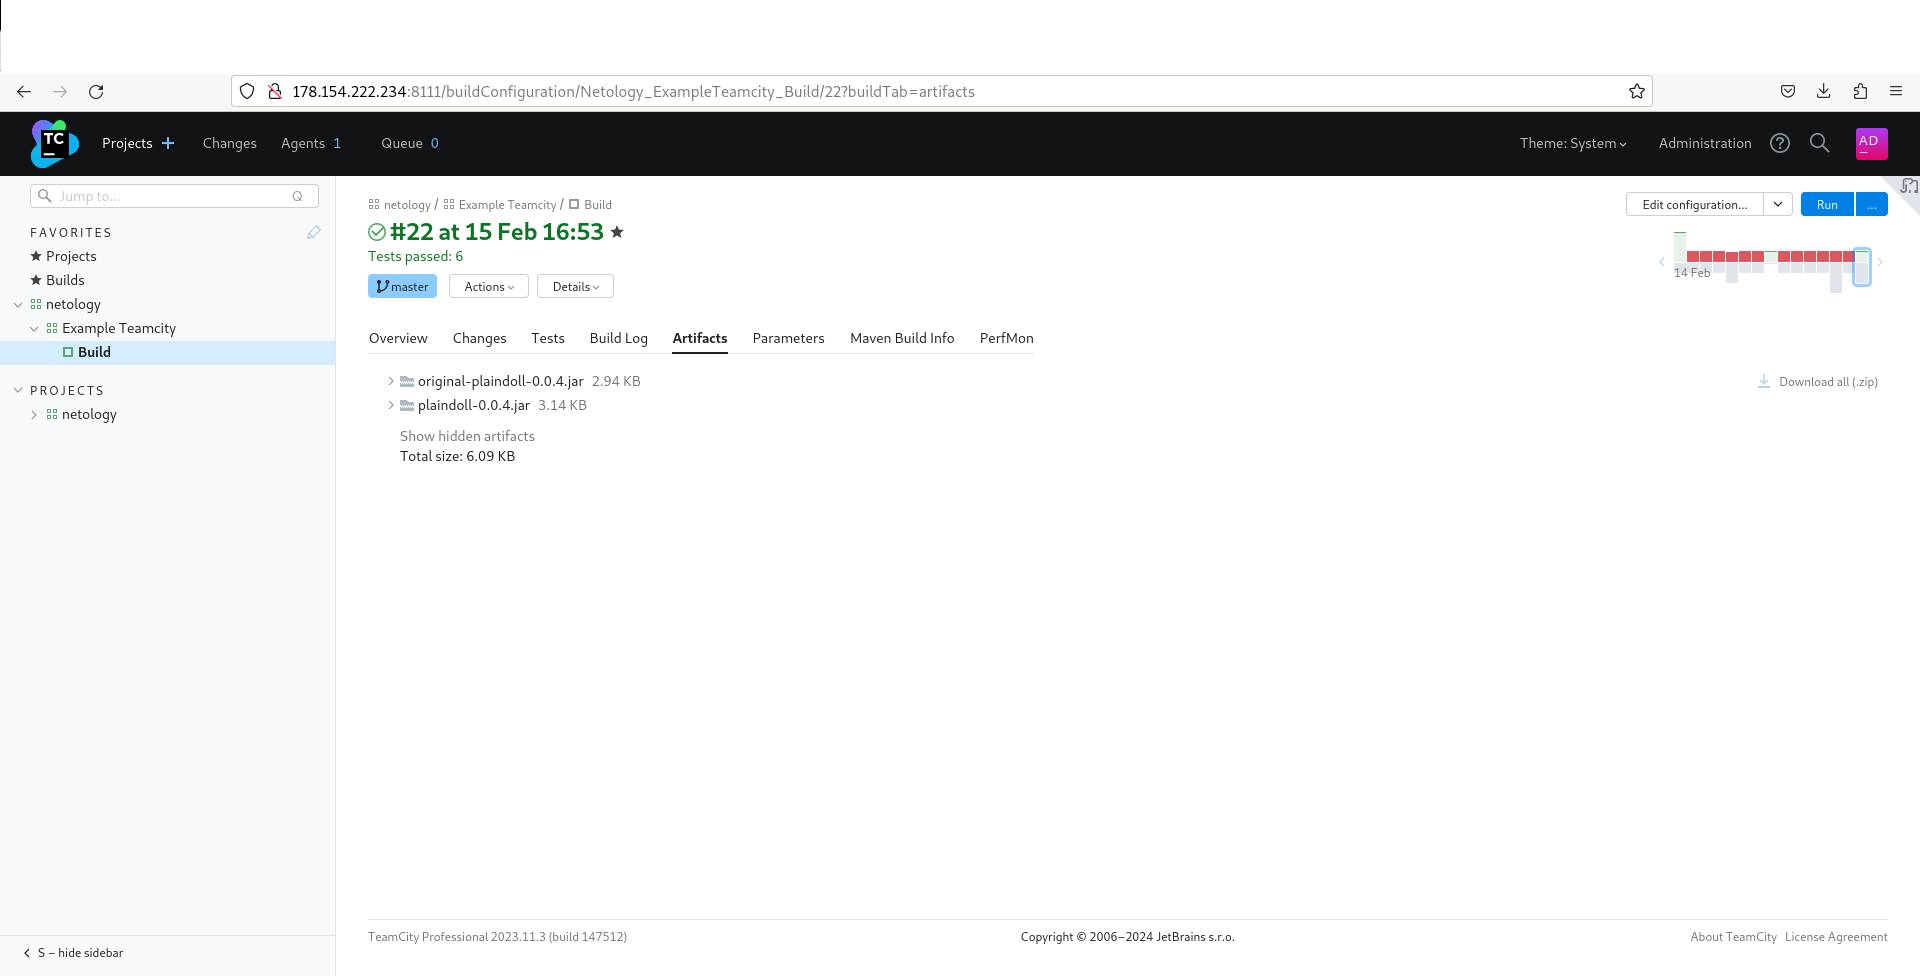 178.154.222.234:8111/buildConfiguration/Netology_ExampleTeamcity_Build/22?buildTab=artifacts
TC
Projects
Changes
Agents 1
Queue 0
Theme: System
Administration
AD
Jump to...
Q
FAVORITES
Projects
Builds
netology
Example Teamcity
Build
PROJECTS
netology
S – hide sidebar
netology / Example Teamcity / Build
Edit configuration...
Run
...
#22 at 15 Feb 16:53
Tests passed: 6
14 Feb
master
Actions
Details
Overview
Changes
Tests
Build Log
Artifacts
Parameters
Maven Build Info
PerfMon
original-plaindoll-0.0.4.jar 2.94 KB
Download all (.zip)
plaindoll-0.0.4.jar 3.14 KB
Show hidden artifacts
Total size: 6.09 KB
TeamCity Professional 2023.11.3 (build 147512)
Copyright © 2006–2024 JetBrains s.r.o.
About TeamCity
License Agreement